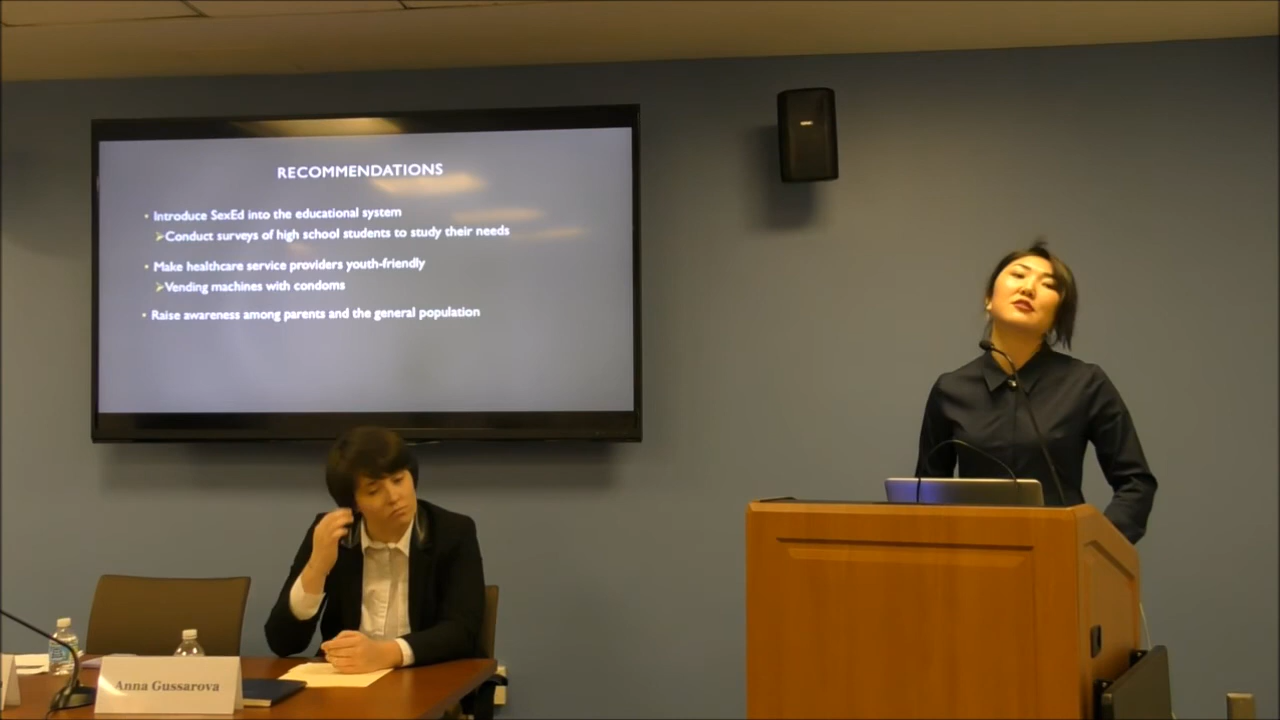 RECOMMENDATIONS
• Introduce SexEd into the educational system
➢Conduct surveys of high school students to study their needs
• Make healthcare service providers youth-friendly
➢Vending machines with condoms
• Raise awareness among parents and the general population
Anna Gussarova